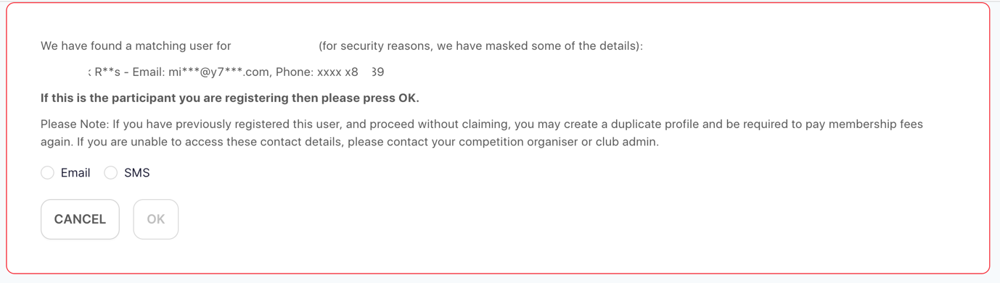 We have found a matching user for (for security reasons, we have masked some of the details):
R**s - Email: mi***@y7***.com, Phone: xxxx x8 39
If this is the participant you are registering then please press OK.
Please Note: If you have previously registered this user, and proceed without claiming, you may create a duplicate profile and be required to pay membership fees
again. If you are unable to access these contact details, please contact your competition organiser or club admin.
Email SMS
CANCEL OK